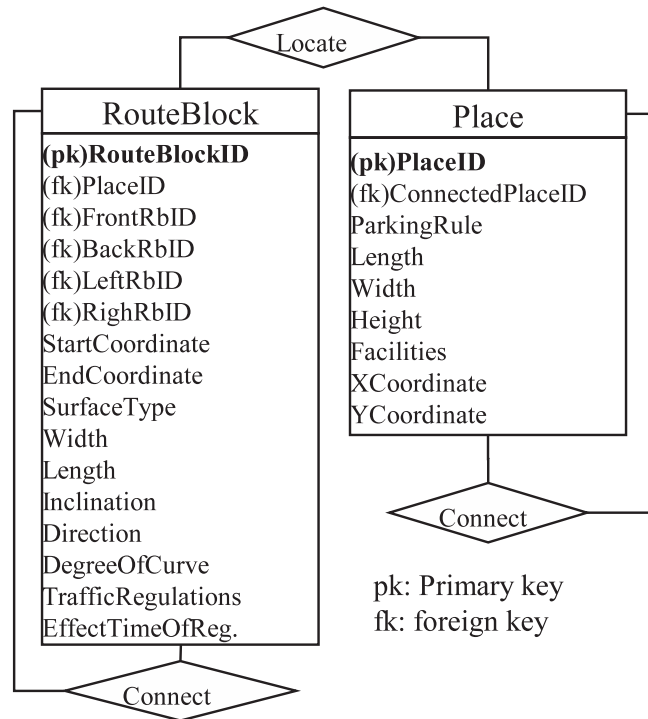 Locate
RouteBlock
(pk)RouteBlockID
(fk)PlaceID
(fk)FrontRbID
(fk)BackRbID
(fk)LeftRbID
(fk)RighRbID
StartCoordinate
EndCoordinate
SurfaceType
Width
Length
Inclination
Direction
DegreeOfCurve
TrafficRegulations
EffectTimeOfReg.
Connect
Place
(pk)PlaceID
(fk)ConnectedPlaceID
ParkingRule
Length
Width
Height
Facilities
XCoordinate
YCoordinate
Connect
pk: Primary key
fk: foreign key